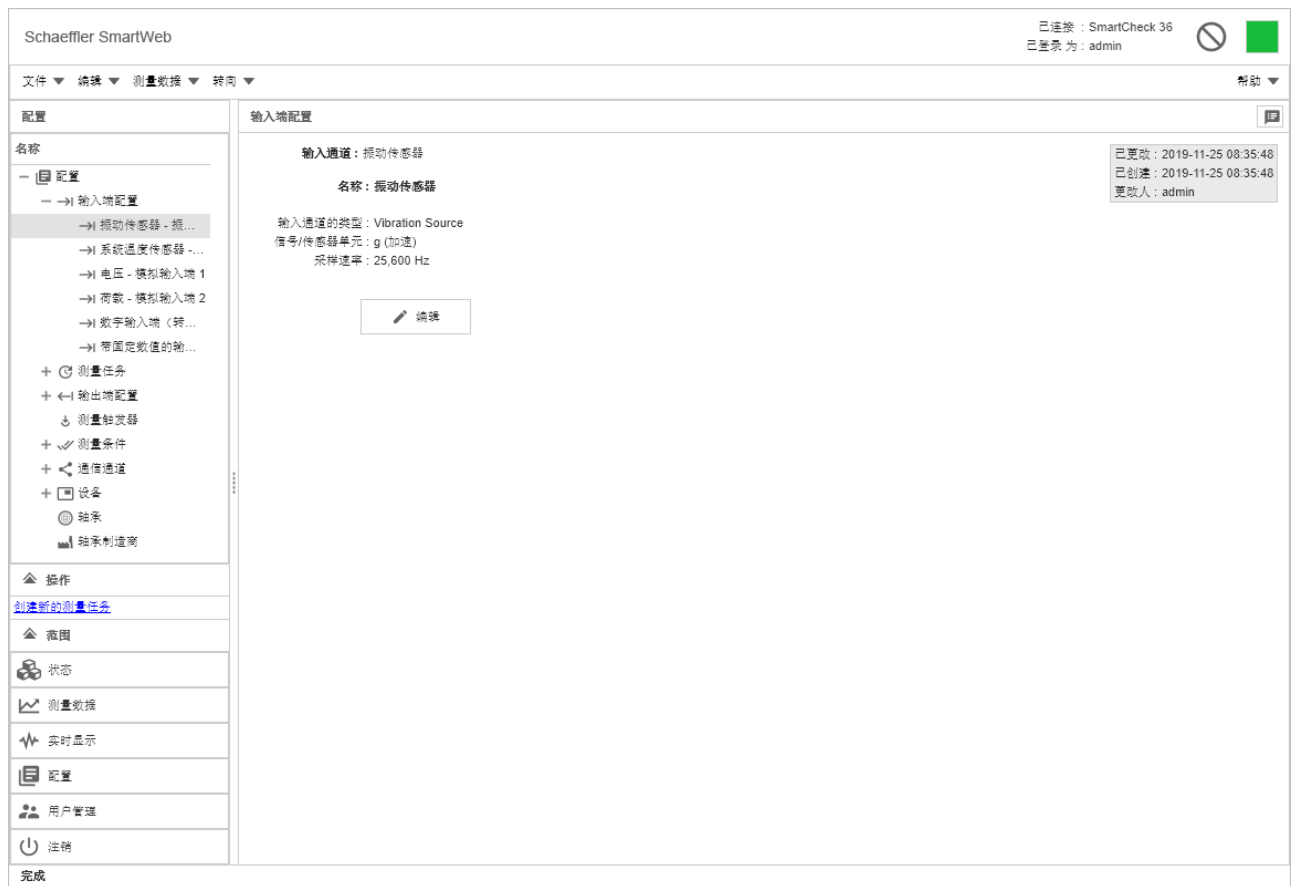 Schaeffler SmartWeb
已连接 : SmartCheck 36
已登录 为 : admin
文件 编辑 测量数据 转向 帮助
配置
输入端配置
名称
配置
输入端配置
振动传感器 - 振...
系统温度传感器 -...
电压 - 模拟输入端 1
荷载 - 模拟输入端 2
数字输入端（转...
带固定数值的输...
测量任务
输出端配置
测量触发器
测量条件
通信通道
设备
轴承
轴承制造商
操作
创建新的测量任务
范围
状态
测量数据
实时显示
配置
用户管理
注销
输入通道 : 振动传感器
名称 : 振动传感器
输入通道的类型 : Vibration Source
信号/传感器单元 : g (加速)
采样速率 : 25,600 Hz
编辑
已更改 : 2019-11-25 08:35:48
已创建 : 2019-11-25 08:35:48
更改人 : admin
完成